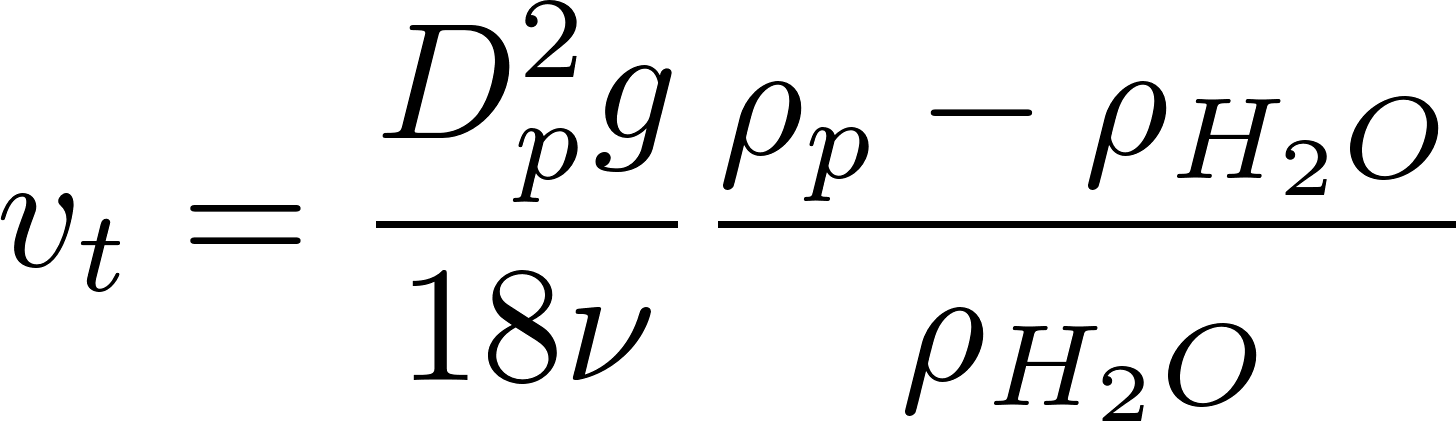 v_t = \frac{D_p^2 g}{18\nu} \frac{\rho_p - \rho_{H_2O}}{\rho_{H_2O}}